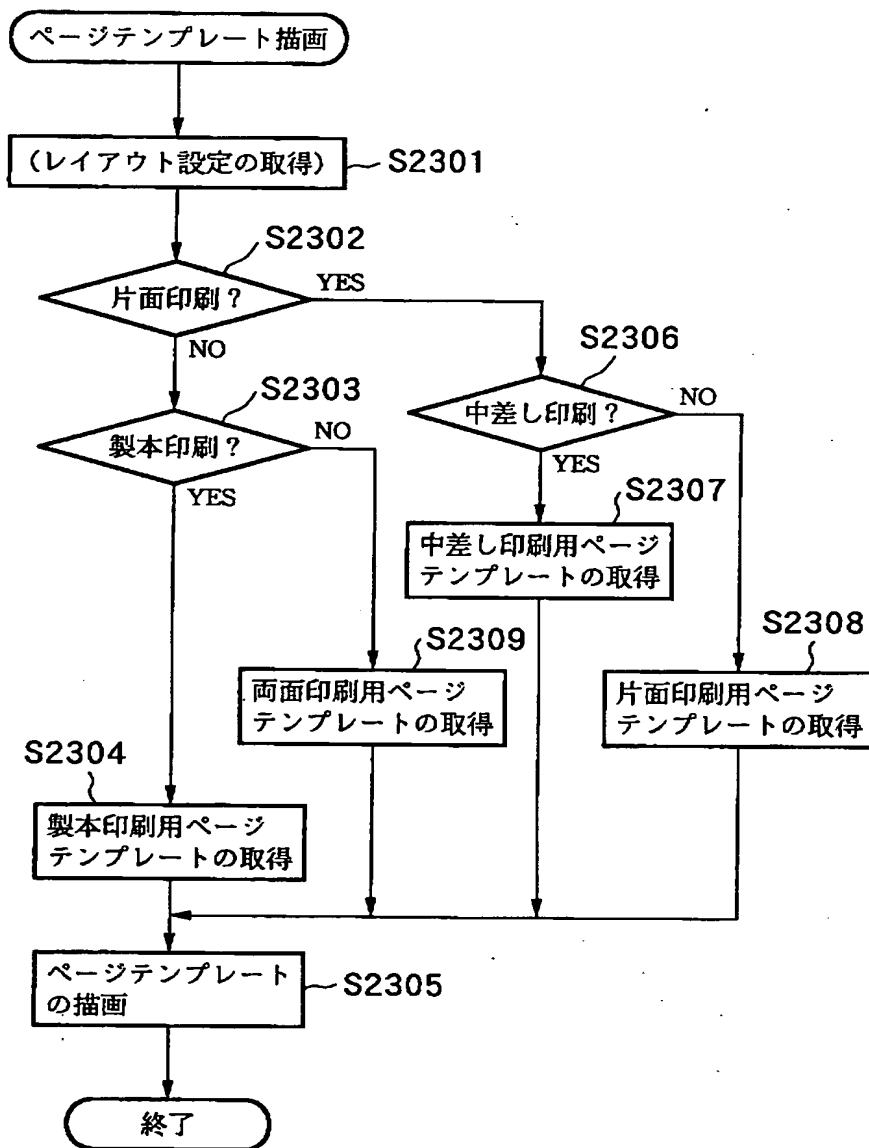 ページテンプレート描画
(レイアウト設定の取得)
S2301
S2302
片面印刷?
YES
NO
S2306
中差し印刷?
NO
YES
S2303
製本印刷?
NO
YES
S2307
中差し印刷用ページ
テンプレートの取得
S2309
両面印刷用ページ
テンプレートの取得
S2308
片面印刷用ページ
テンプレートの取得
S2304
製本印刷用ページ
テンプレートの取得
ページテンプレート
の描画
S2305
終了